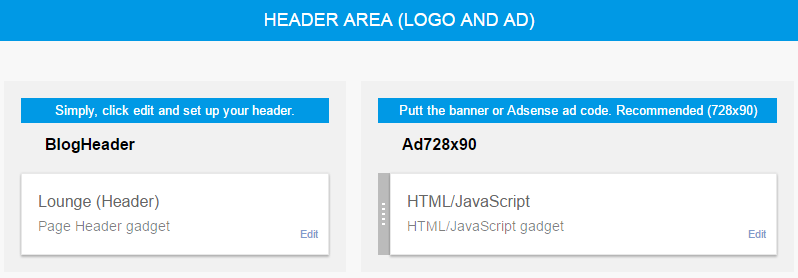 HEADER AREA (LOGO AND AD)
Simply, click edit and set up your header.
BlogHeader
Lounge (Header)
Page Header gadget
Edit
Putt the banner or Adsense ad code. Recommended (728x90)
Ad728x90
HTML/JavaScript
HTML/JavaScript gadget
Edit